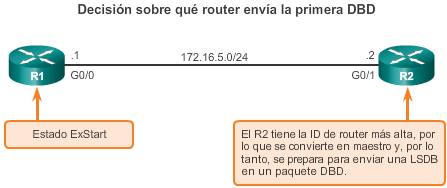 Decisión sobre qué router envía la primera DBD
172.16.5.0/24
.1
.2
R1
G0/0
G0/1
R2
Estado ExStart
El R2 tiene la ID de router más alta, por
lo que se convierte en maestro y, por lo
tanto, se prepara para enviar una LSDB
en un paquete DBD.